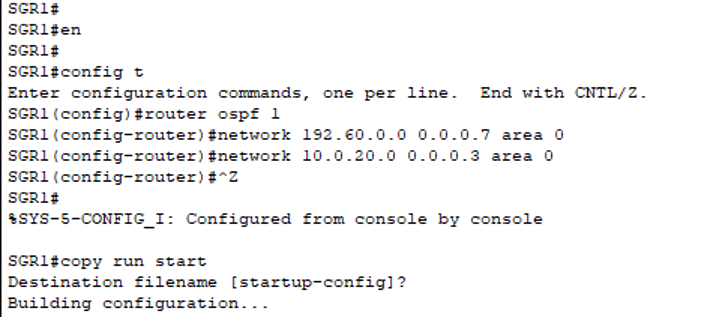 SGR1#
SGR1#en
SGR1#
SGR1#config t
Enter configuration commands, one per line.  End with CNTL/Z.
SGR1(config)#router ospf 1
SGR1(config-router)#network 192.60.0.0 0.0.0.7 area 0
SGR1(config-router)#network 10.0.20.0 0.0.0.3 area 0
SGR1(config-router)#^Z
SGR1#
%SYS-5-CONFIG_I: Configured from console by console
SGR1#copy run start
Destination filename [startup-config]?
Building configuration...